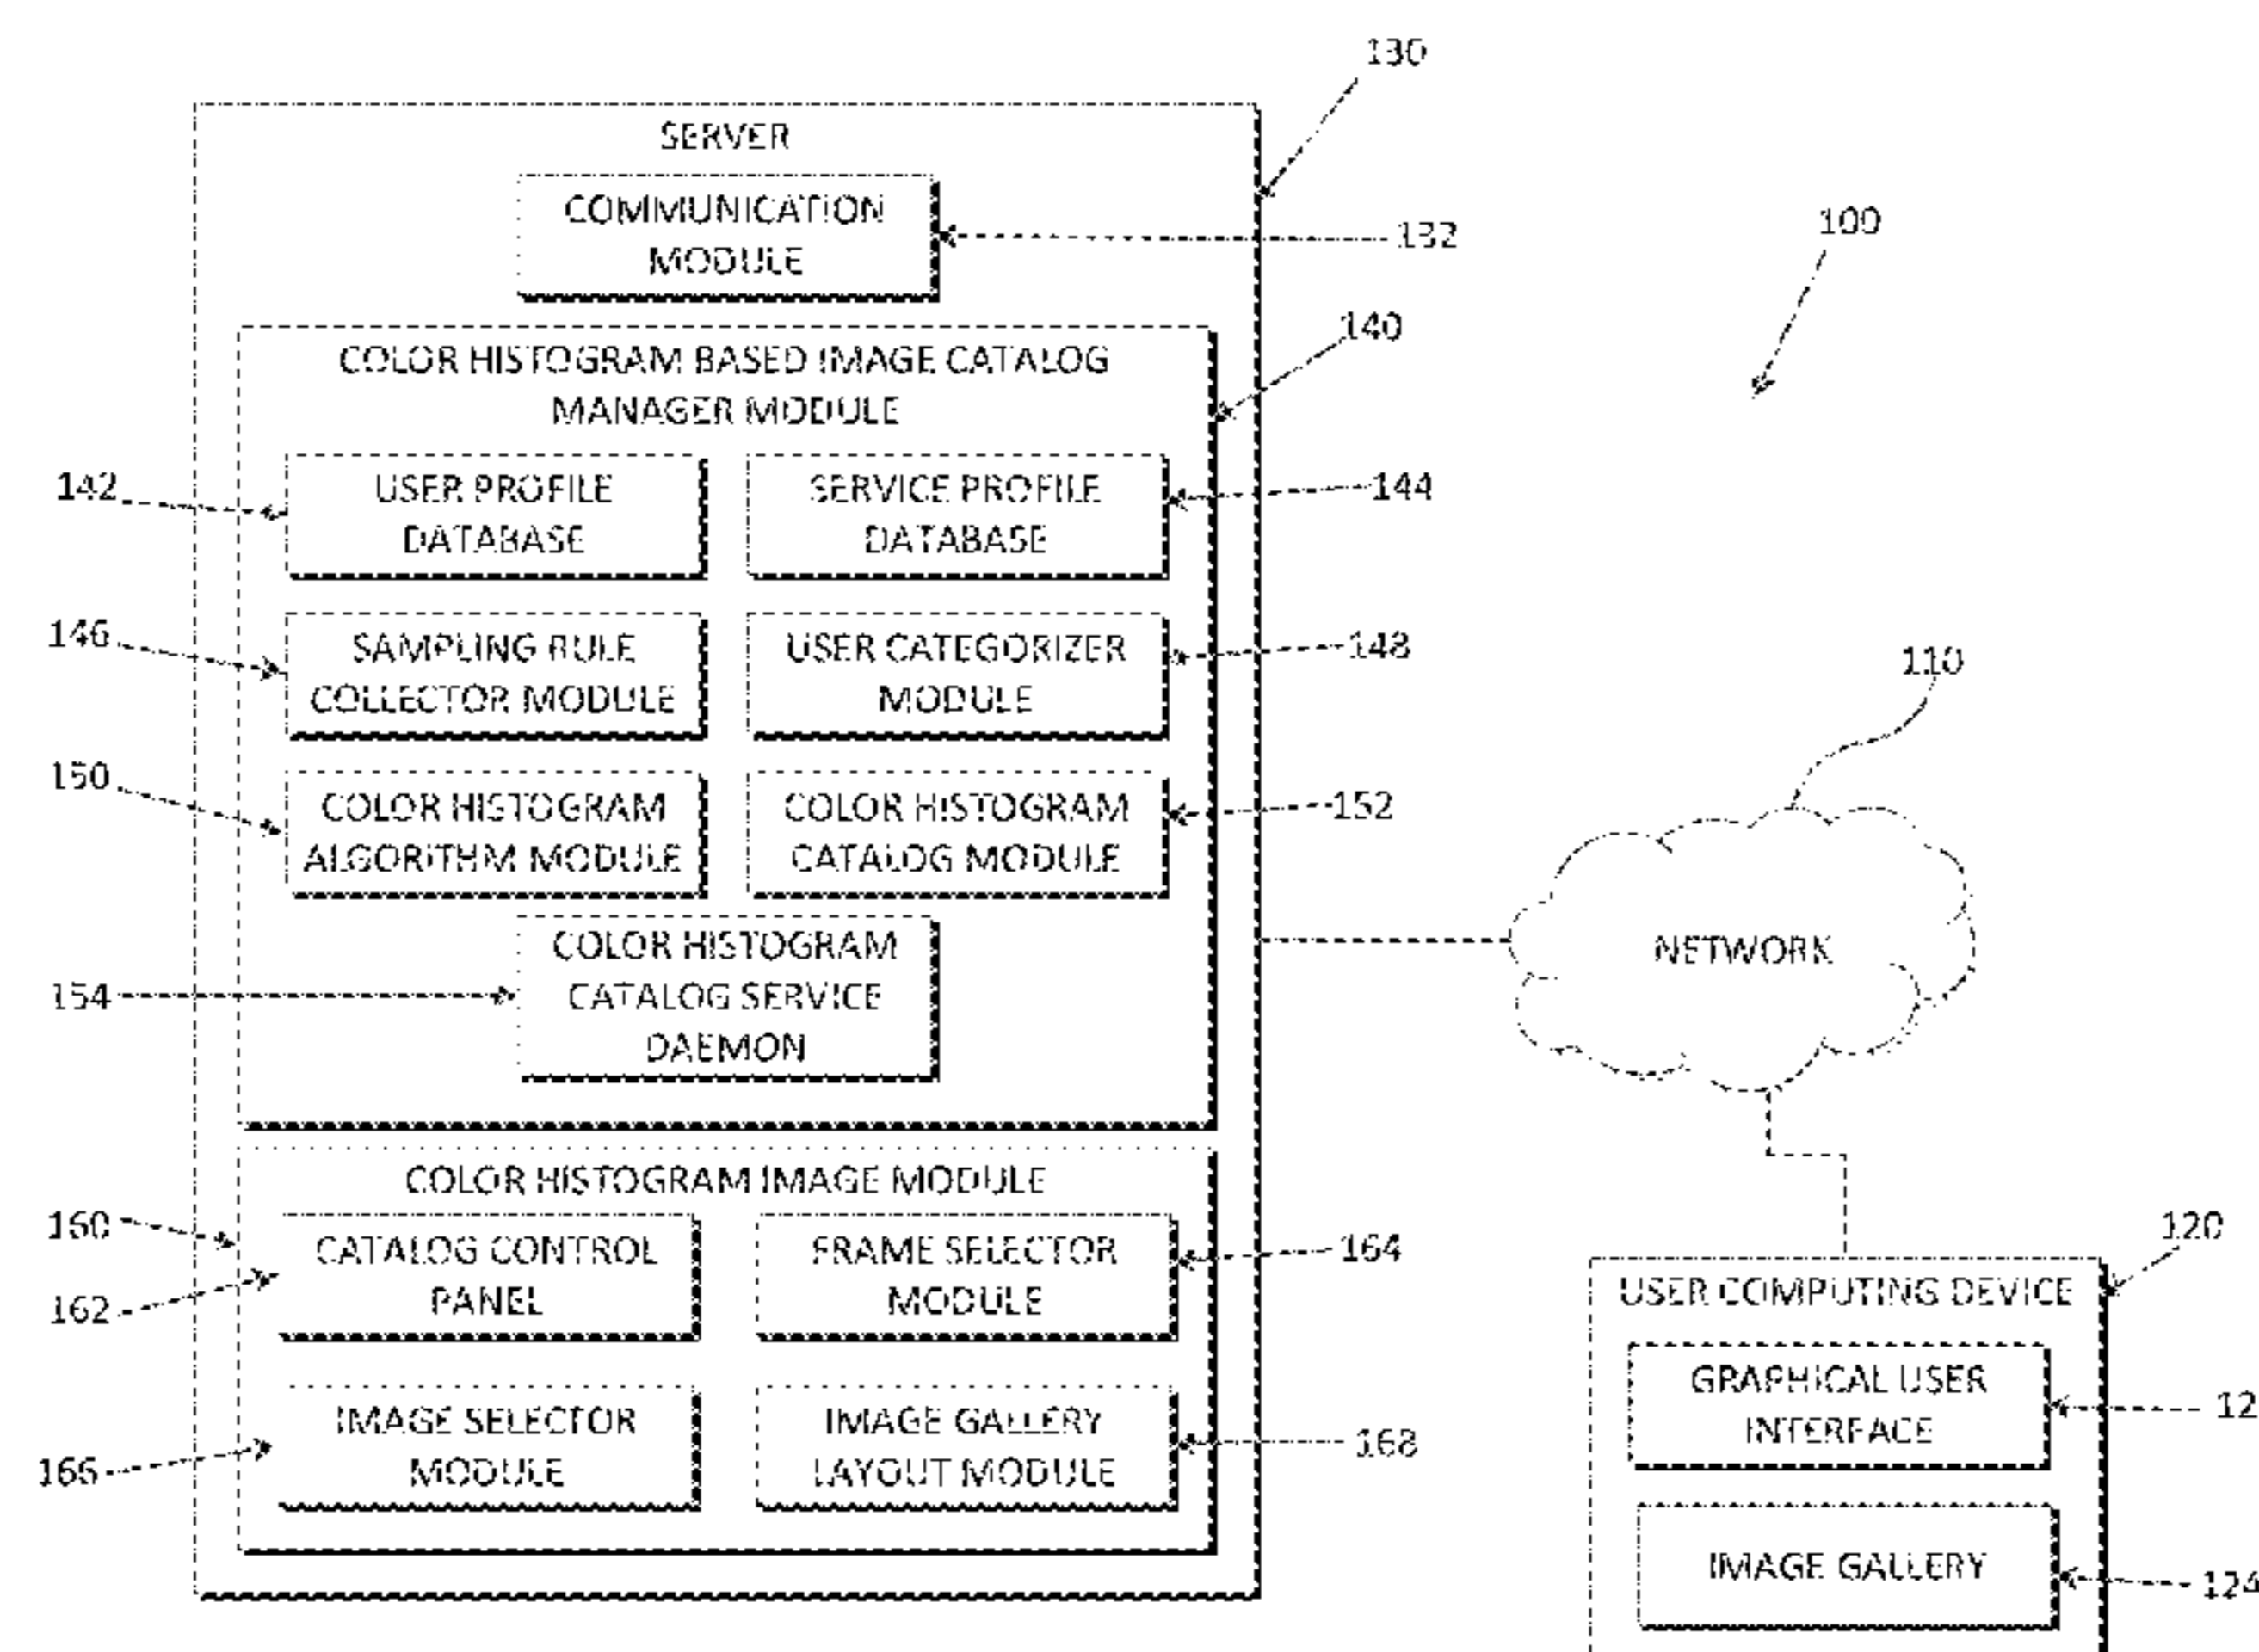 130
SERVER
COMMUNICATION
MODULE
132
100
140
COLOR HISTOGRAM BASED IMAGE CATALOG
MANAGER MODULE
142
USER PROFILE
DATABASE
SERVICE PROFILE
DATABASE
144
146
SAMPLING RULE
COLLECTOR MODULE
USER CATEGORIZER
MODULE
148
110
150
COLOR HISTOGRAM
ALGORITHM MODULE
COLOR HISTOGRAM
CATALOG MODULE
152
NETWORK
154
COLOR HISTOGRAM
CATALOG SERVICE
DAEMON
COLOR HISTOGRAM IMAGE MODULE
160
162
CATALOG CONTROL
PANEL
FRAME SELECTOR
MODULE
164
120
USER COMPUTING DEVICE
GRAPHICAL USER
INTERFACE
12
166
IMAGE SELECTOR
MODULE
IMAGE GALLERY
LAYOUT MODULE
168
IMAGE GALLERY
124